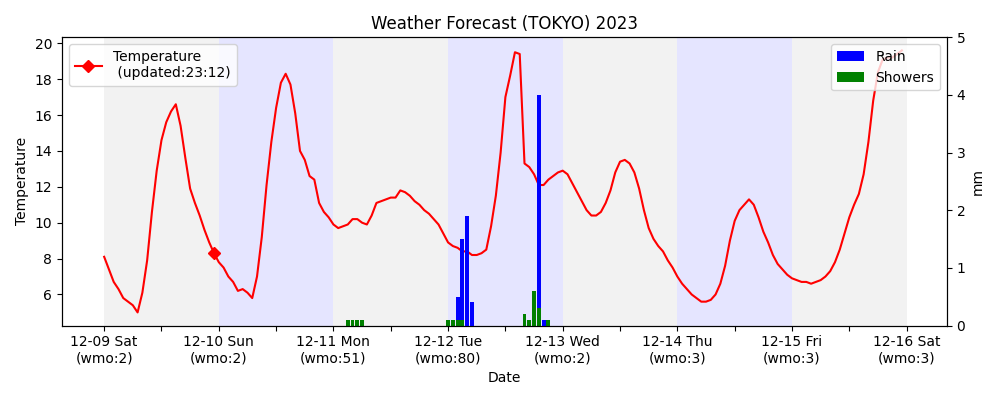 Weather Forecast (TOKYO) 2023
Temperature
(updated:23:12)
Rain
Showers
20
18
16
14
12
10
8
6
Temperature
5
4
3
2
1
0
mm
12-09 Sat 12-10 Sun 12-11 Mon 12-12 Tue 12-13 Wed 12-14 Thu 12-15 Fri 12-16 Sat
(wmo:2) (wmo:2) (wmo:51) (wmo:80) (wmo:2) (wmo:3) (wmo:3) (wmo:3)
Date